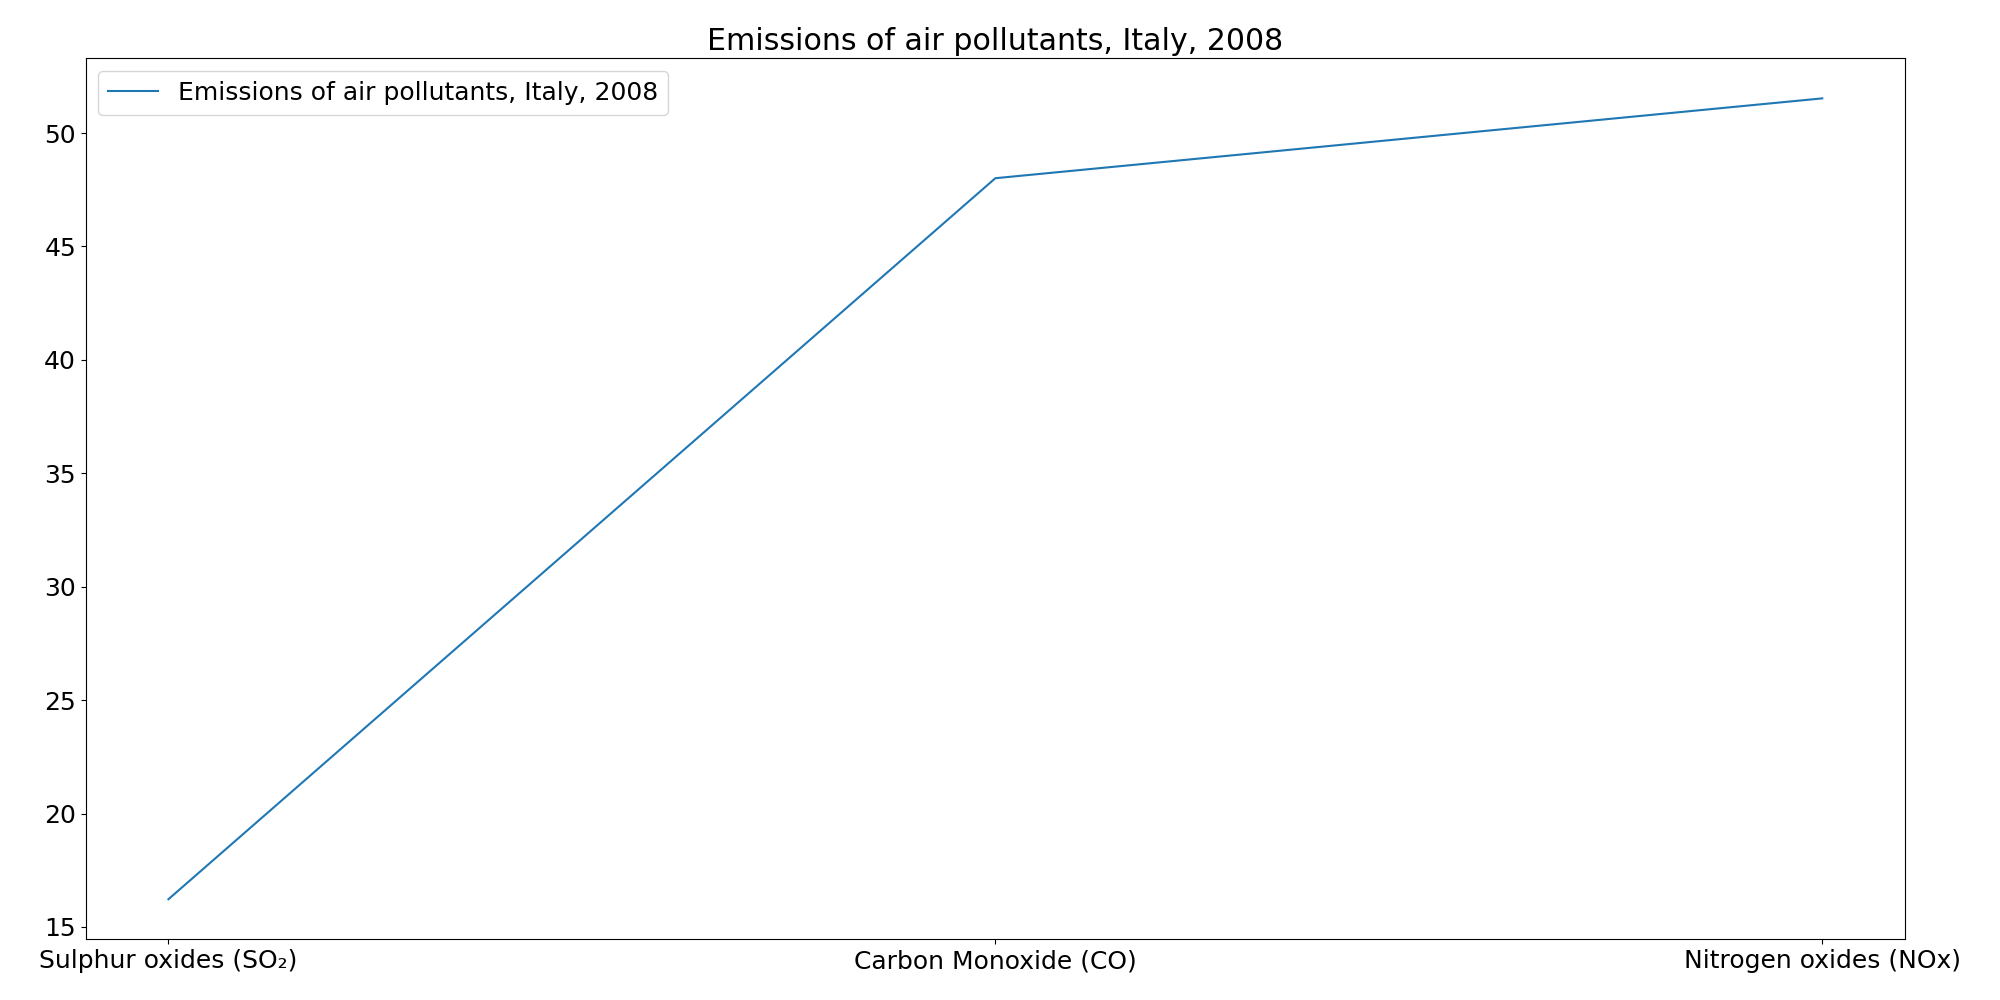 Emissions of air pollutants, Italy, 2008
Emissions of air pollutants, Italy, 2008
50
45
40
35
30
25
20
15
Sulphur oxides (SO₂) Carbon Monoxide (CO) Nitrogen oxides (NOx)